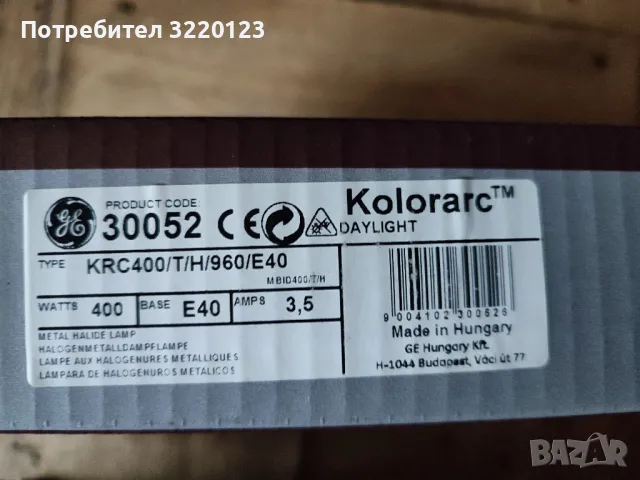 Потребител 3220123
GE
PRODUCT CODE:
30052 CE
Kolorarc™
DAYLIGHT
TYPE KRC400/T/H/960/E40
MBID400/T/H
WATTS 400 BASE E40 AMPS 3,5
METAL HALIDE LAMP
HALOGENMETALLDAMPFLAMPE
LAMPE AUX HALOGENURES METALLIQUES
LAMPARA DE HALOGENUROS METALICOS
9 004102 300526
Made in Hungary
GE Hungary Kft.
H-1044 Budapest, Váci út 77
BAZAR